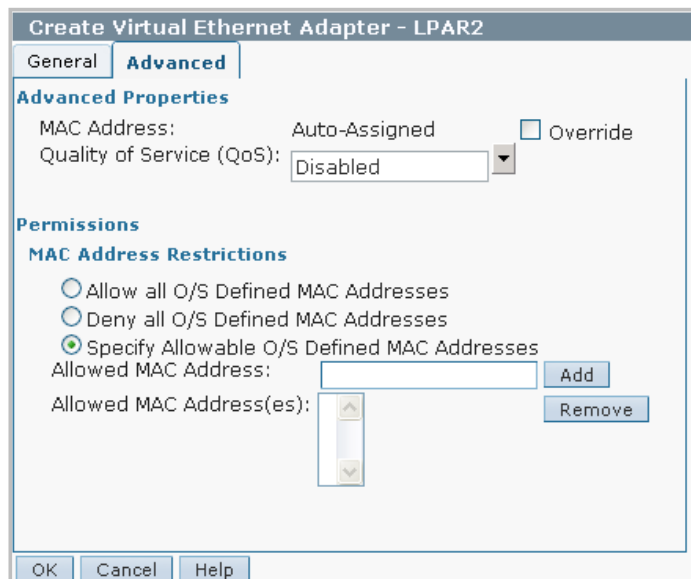 Create Virtual Ethernet Adapter - LPAR2
General Advanced
Advanced Properties
MAC Address: Auto-Assigned Override
Quality of Service (QoS): Disabled
Permissions
MAC Address Restrictions
Allow all O/S Defined MAC Addresses
Deny all O/S Defined MAC Addresses
Specify Allowable O/S Defined MAC Addresses
Allowed MAC Address: Add
Allowed MAC Address(es): Remove
OK Cancel Help